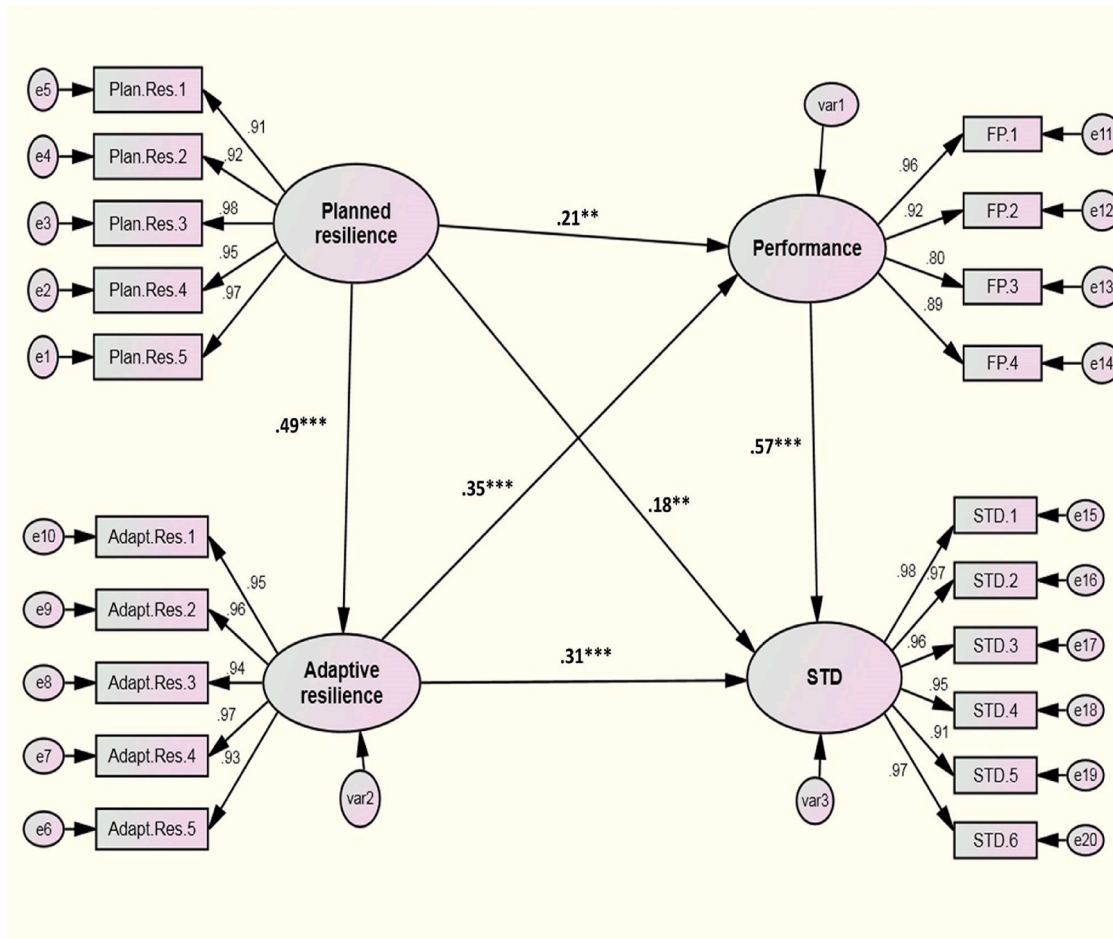 e5
Plan.Res.1
.91
e4
Plan.Res.2
.92
e3
Plan.Res.3
.98
e2
Plan.Res.4
.95
e1
Plan.Res.5
.97
Planned
resilience
.21**
var1
Performance
.96
FP.1
e11
.92
FP.2
e12
.80
FP.3
e13
.89
FP.4
e14
.49***
.35***
.18**
.57***
e10
Adapt.Res.1
.95
e9
Adapt.Res.2
.96
e8
Adapt.Res.3
.94
e7
Adapt.Res.4
.97
e6
Adapt.Res.5
.93
Adaptive
resilience
var2
.31***
STD
var3
.98
STD.1
e15
.97
STD.2
e16
.96
STD.3
e17
.95
STD.4
e18
.91
STD.5
e19
.97
STD.6
e20